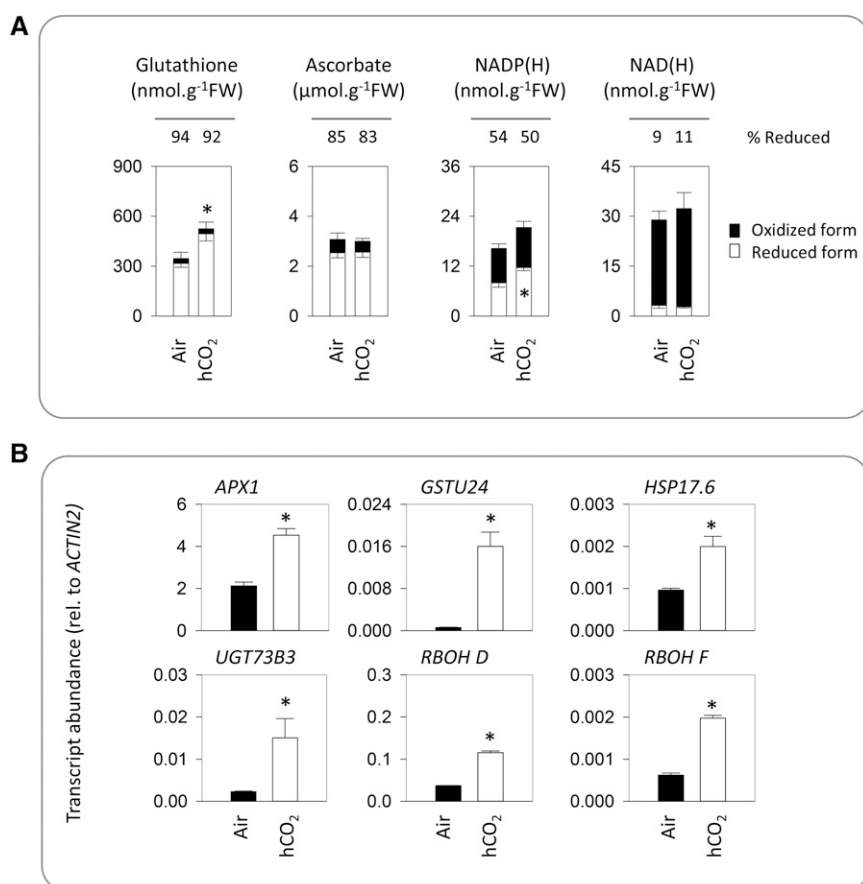 A
Glutathione Ascorbate NADP(H) NAD(H)
(nmol.g⁻¹FW) (µmol.g⁻¹FW) (nmol.g⁻¹FW) (nmol.g⁻¹FW)
94 92 85 83 54 50 9 11 % Reduced
900 6 36 45
600 * 4 24 30 Oxidized form
300 2 12 * 15 Reduced form
0 0 0 0
Air hCO₂ Air hCO₂ Air hCO₂ Air hCO₂
B
Transcript abundance (rel. to ACTIN2)
APX1 GSTU24 HSP17.6
6 * 0.024 * 0.003 *
4 0.016 0.002
2 0.008 0.001
0 0.000 0.000
UGT73B3 RBOH D RBOH F
0.03 * 0.3 * 0.003 *
0.02 0.2 0.002
0.01 0.1 0.001
0.00 0.0 0.000
Air hCO₂ Air hCO₂ Air hCO₂